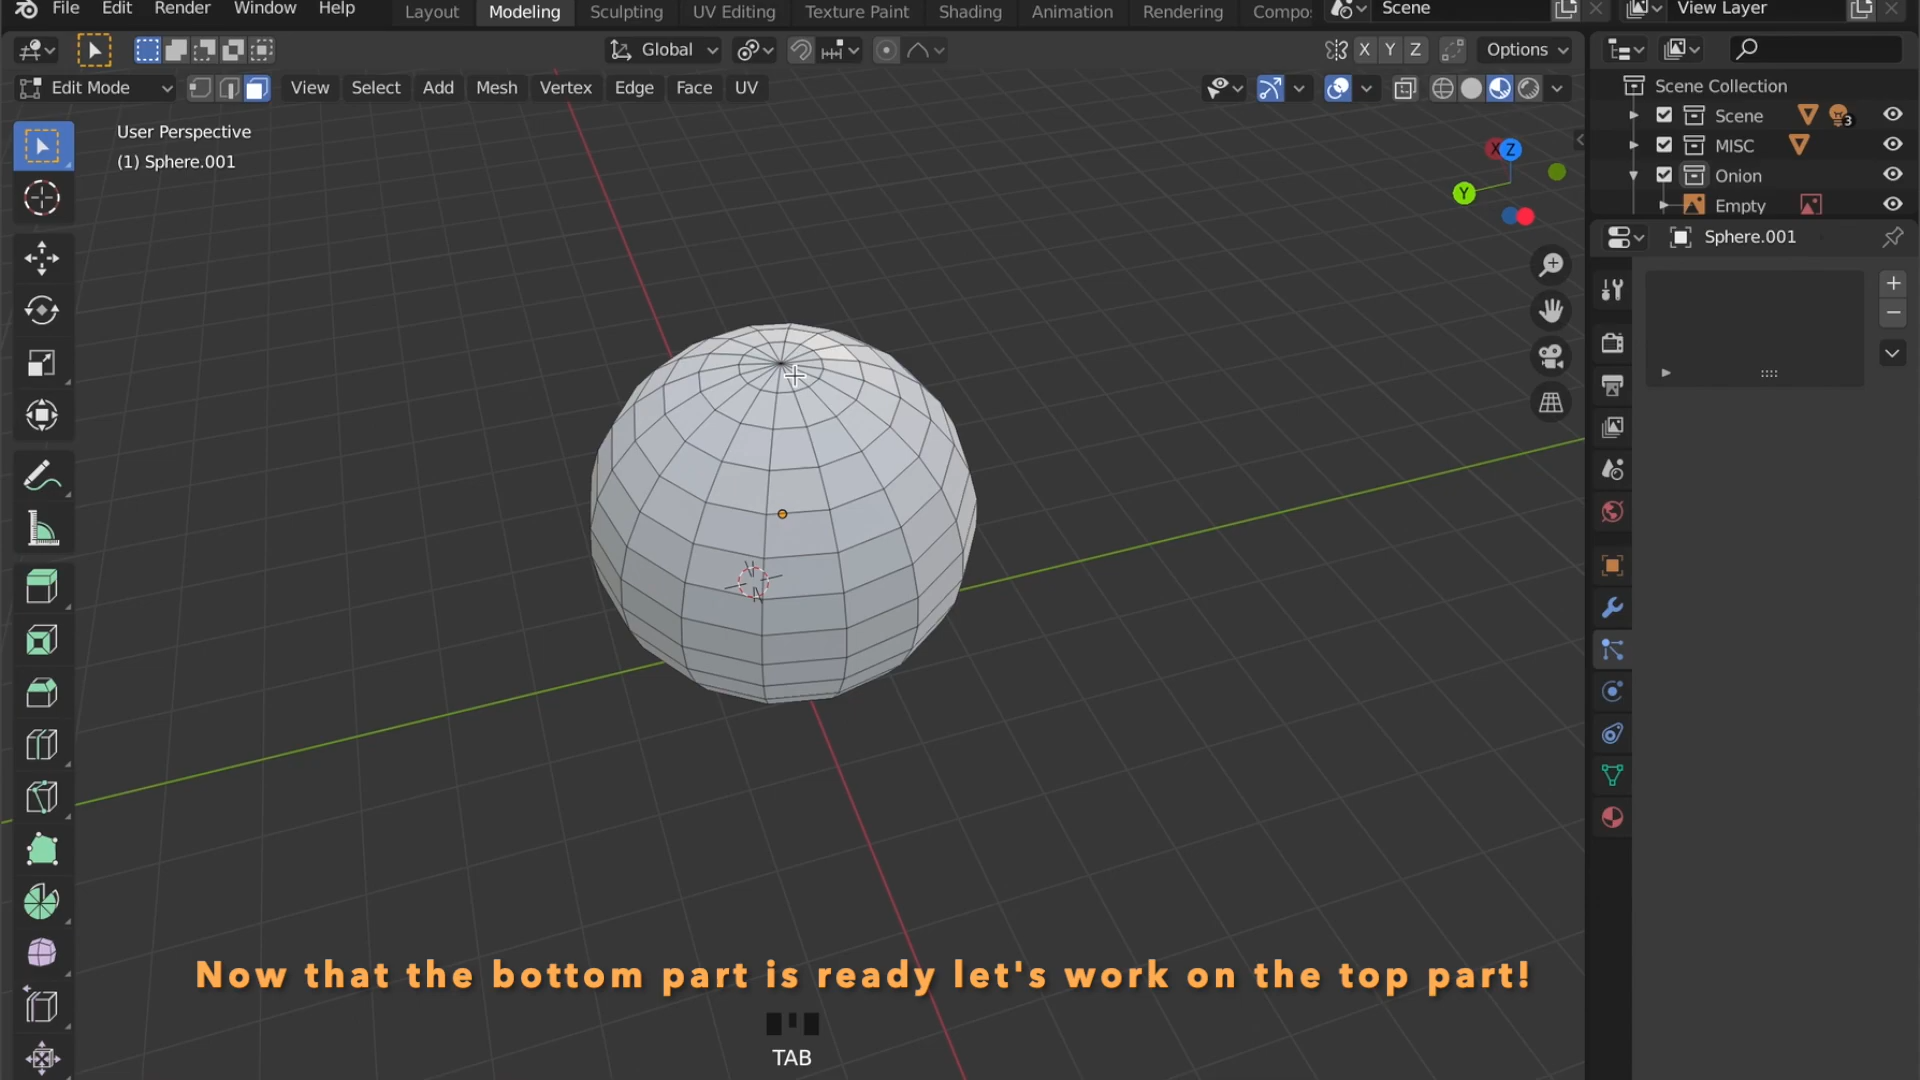 File Edit Render Window Help Layout Modeling Sculpting UV Editing Texture Paint Shading Animation Rendering Compo Scene View Layer
Global X Y Z Options
Edit Mode View Select Add Mesh Vertex Edge Face UV
Scene Collection
User Perspective
(1) Sphere.001
Scene 3
MISC
Onion
Empty
X Z
Y
Sphere.001
Now that the bottom part is ready let's work on the top part!
TAB